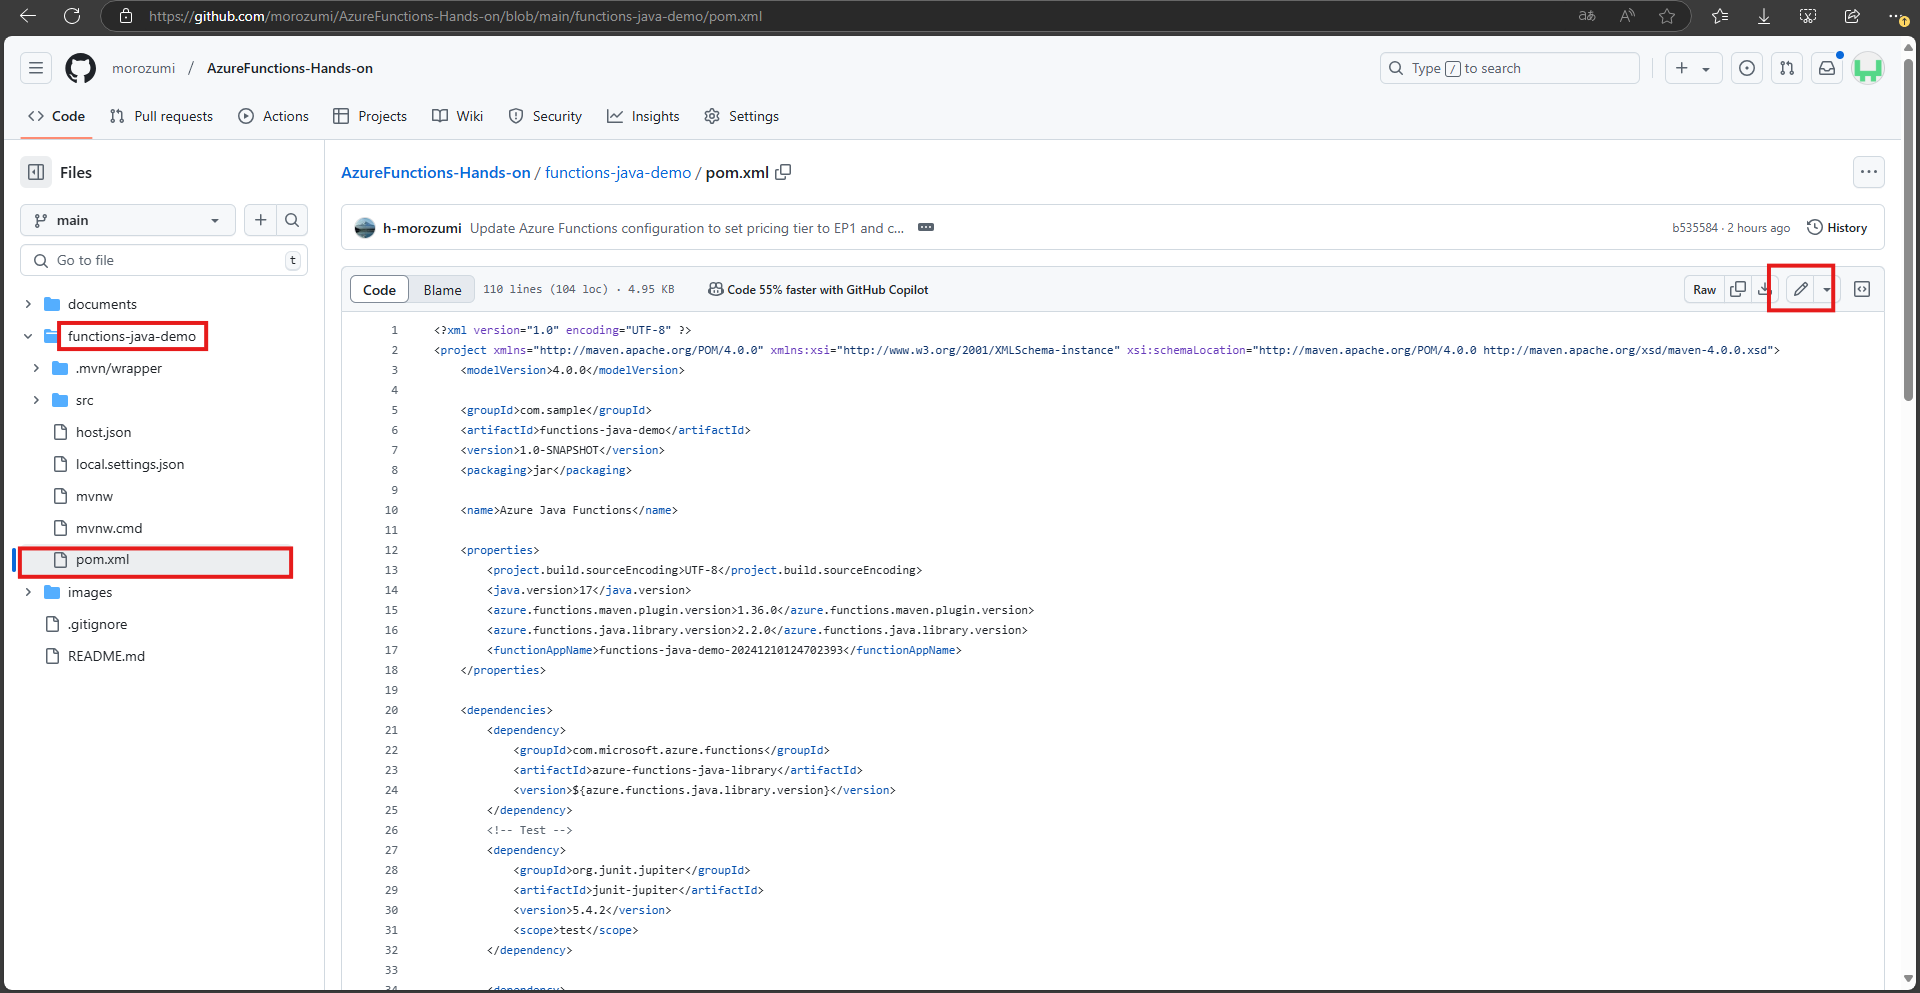 https://github.com/morozumi/AzureFunctions-Hands-on/blob/main/functions-java-demo/pom.xml
morozumi / AzureFunctions-Hands-on
Type / to search
Code Pull requests Actions Projects Wiki Security Insights Settings
Files
main
Go to file t
documents
functions-java-demo
.mvn/wrapper
src
host.json
local.settings.json
mvnw
mvnw.cmd
pom.xml
images
.gitignore
README.md
AzureFunctions-Hands-on / functions-java-demo / pom.xml
h-morozumi Update Azure Functions configuration to set pricing tier to EP1 and c...
b535584 · 2 hours ago History
Code Blame 110 lines (104 loc) · 4.95 KB Code 55% faster with GitHub Copilot Raw
1 <?xml version="1.0" encoding="UTF-8" ?>
2 <project xmlns="http://maven.apache.org/POM/4.0.0" xmlns:xsi="http://www.w3.org/2001/XMLSchema-instance" xsi:schemaLocation="http://maven.apache.org/POM/4.0.0 http://maven.apache.org/xsd/maven-4.0.0.xsd">
3 <modelVersion>4.0.0</modelVersion>
4
5 <groupId>com.sample</groupId>
6 <artifactId>functions-java-demo</artifactId>
7 <version>1.0-SNAPSHOT</version>
8 <packaging>jar</packaging>
9
10 <name>Azure Java Functions</name>
11
12 <properties>
13 <project.build.sourceEncoding>UTF-8</project.build.sourceEncoding>
14 <java.version>17</java.version>
15 <azure.functions.maven.plugin.version>1.36.0</azure.functions.maven.plugin.version>
16 <azure.functions.java.library.version>2.2.0</azure.functions.java.library.version>
17 <functionAppName>functions-java-demo-20241210124702393</functionAppName>
18 </properties>
19
20 <dependencies>
21 <dependency>
22 <groupId>com.microsoft.azure.functions</groupId>
23 <artifactId>azure-functions-java-library</artifactId>
24 <version>${azure.functions.java.library.version}</version>
25 </dependency>
26 <!-- Test -->
27 <dependency>
28 <groupId>org.junit.jupiter</groupId>
29 <artifactId>junit-jupiter</artifactId>
30 <version>5.4.2</version>
31 <scope>test</scope>
32 </dependency>
33
34 <dependency>